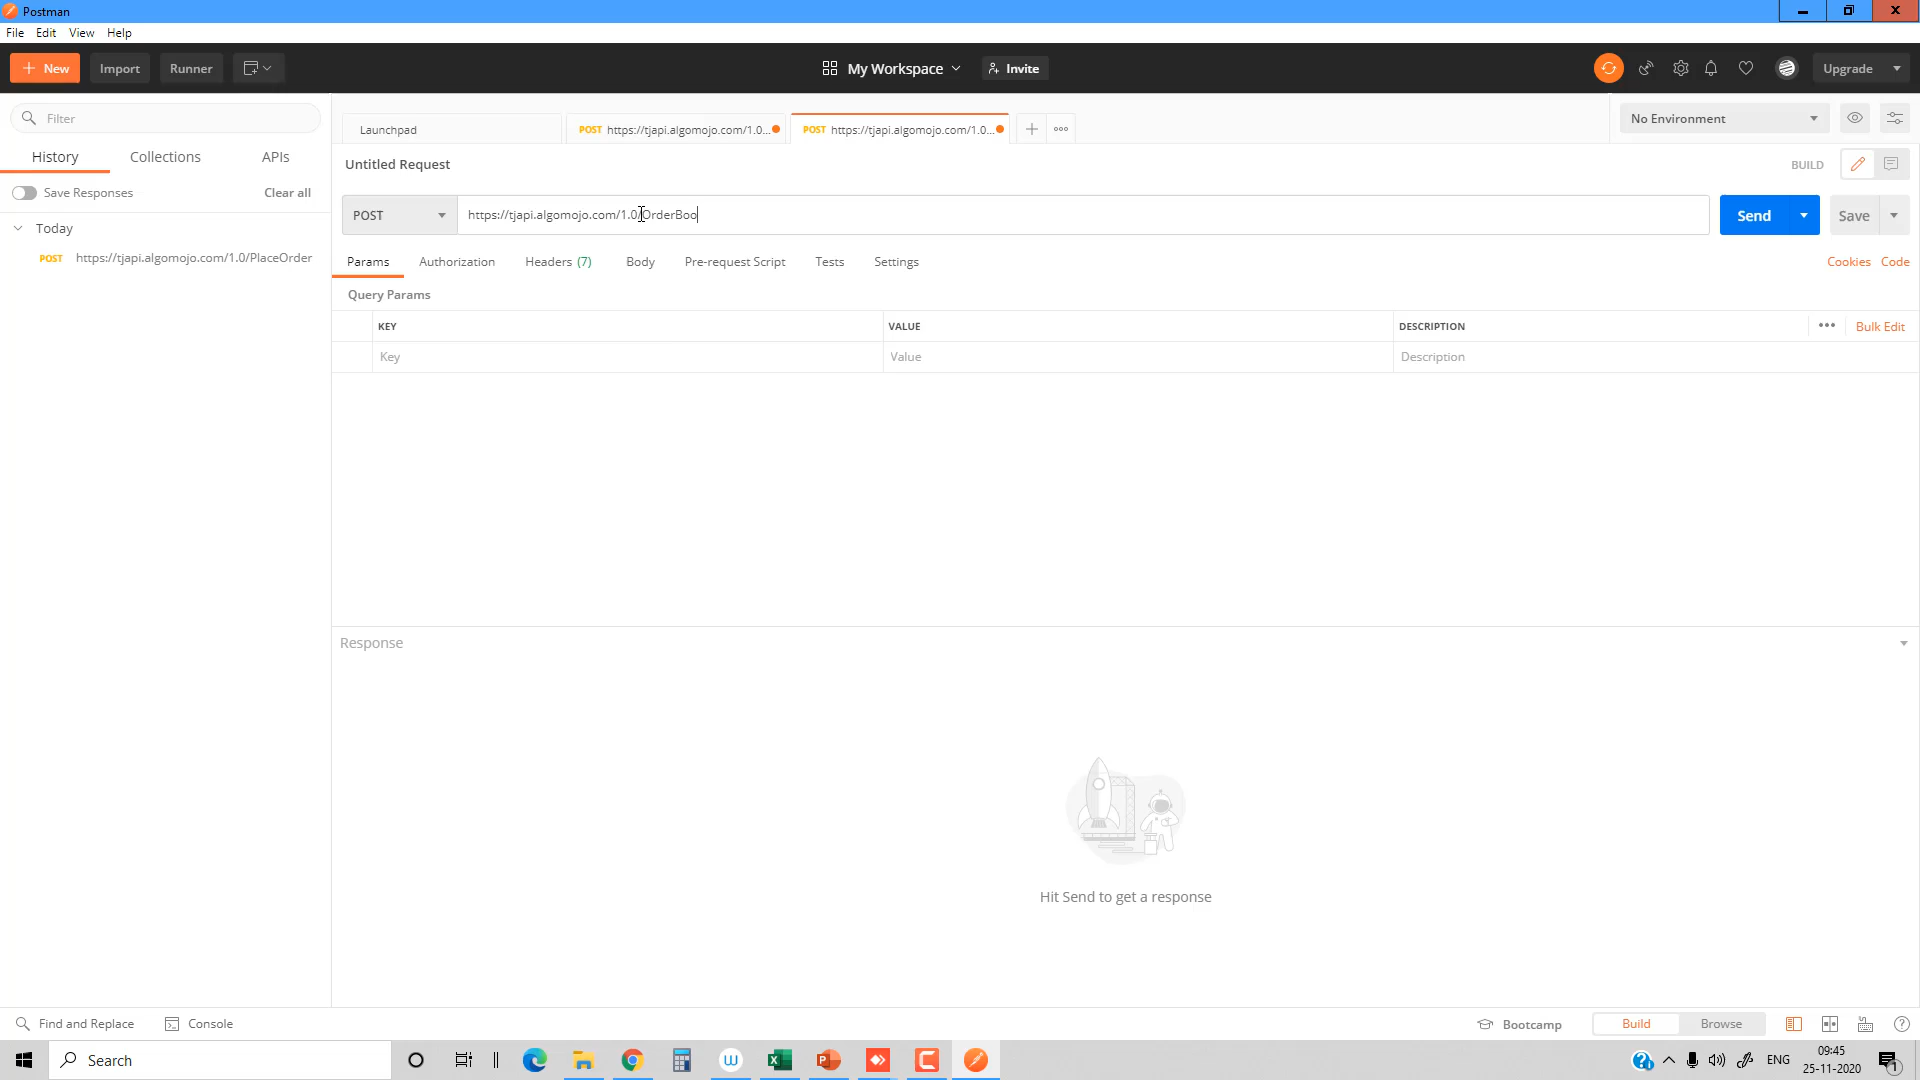 Postman
File Edit View Help
New Import Runner My Workspace Invite Upgrade
Filter
Launchpad POST https://tjapi.algomojo.com/1.0... POST https://tjapi.algomojo.com/1.0... No Environment
History Collections APIs
Untitled Request BUILD
Save Responses Clear all
POST https://tjapi.algomojo.com/1.0/OrderBoo Send Save
Today
POST https://tjapi.algomojo.com/1.0/PlaceOrder
Params Authorization Headers (7) Body Pre-request Script Tests Settings Cookies Code
Query Params
KEY VALUE DESCRIPTION ••• Bulk Edit
Key Value Description
Response
Hit Send to get a response
Find and Replace Console Bootcamp Build Browse
Search ENG 09:45
25-11-2020